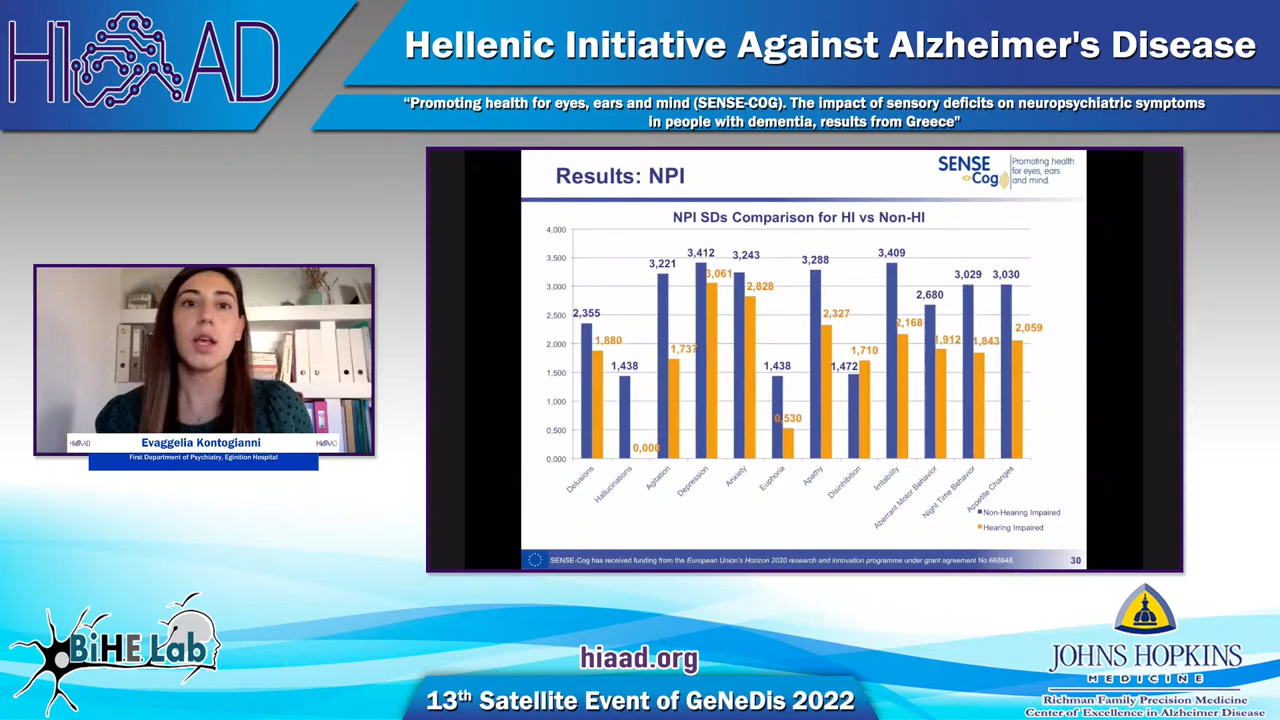 HIAAD
Hellenic Initiative Against Alzheimer's Disease
“Promoting health for eyes, ears and mind (SENSE-COG). The impact of sensory deficits on neuropsychiatric symptoms
in people with dementia, results from Greece”
Results: NPI
SENSE
Cog
Promoting health
for eyes, ears
and mind.
NPI SDs Comparison for HI vs Non-HI
4.000
3.500
3.000
2.500
2.000
1.500
1.000
0.500
0.000
2,355
1,880
1,438
0,000
3,221
1,737
3,412
3,061
3,243
2,828
1,438
0,530
3,288
2,327
1,472
1,710
3,409
2,168
2,680
1,912
3,029
1,843
3,030
2,059
Delusions
Hallucinations
Agitation
Depression
Anxiety
Euphoria
Apathy
Disinhibition
Irritability
Aberrant Motor Behavior
Night Time Behavior
Appetite Changes
Non-Hearing Impaired
Hearing Impaired
SENSE-Cog has received funding from the European Union's Horizon 2020 research and innovation programme under grant agreement No 668648.
30
HIAAD
Evaggelia Kontogianni
HIAAD
First Department of Psychiatry, Eginition Hospital
BiHE Lab
hiaad.org
13th Satellite Event of GeNeDis 2022
JOHNS HOPKINS
MEDICINE
Richman Family Precision Medicine
Center of Excellence in Alzheimer Disease